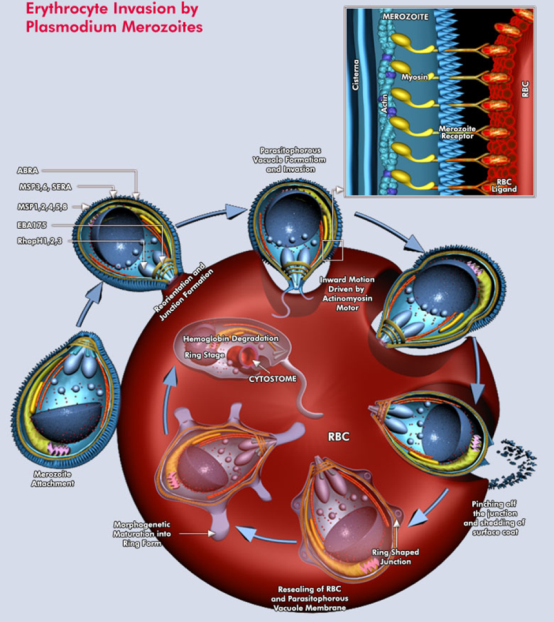 Erythrocyte Invasion by
Plasmodium Merozoites
MEROZOITE
Cisterna
Actin
Myosin
Merozoite
Receptor
RBC
RBC
Ligand
ABRA
MSP3,6, SERA
MSP1,2,4,5,8
EBA175
RhopH1,2,3
Parasitophorous
Vacuole Formatiom
and Invasion
Reorientation and
Junction Formation
Inward Motion
Driven by
Actinomyosin
Motor
Hemoglobin Degradation
Ring Stage
CYTOSTOME
RBC
Merozoite
Attachment
Pinching off
the junction
and shedding of
surface coat
Morphogenetic
Maturation into
Ring Form
Ring Shaped
Junction
Resealing of RBC
and Parasitophorous
Vacuole Membrane